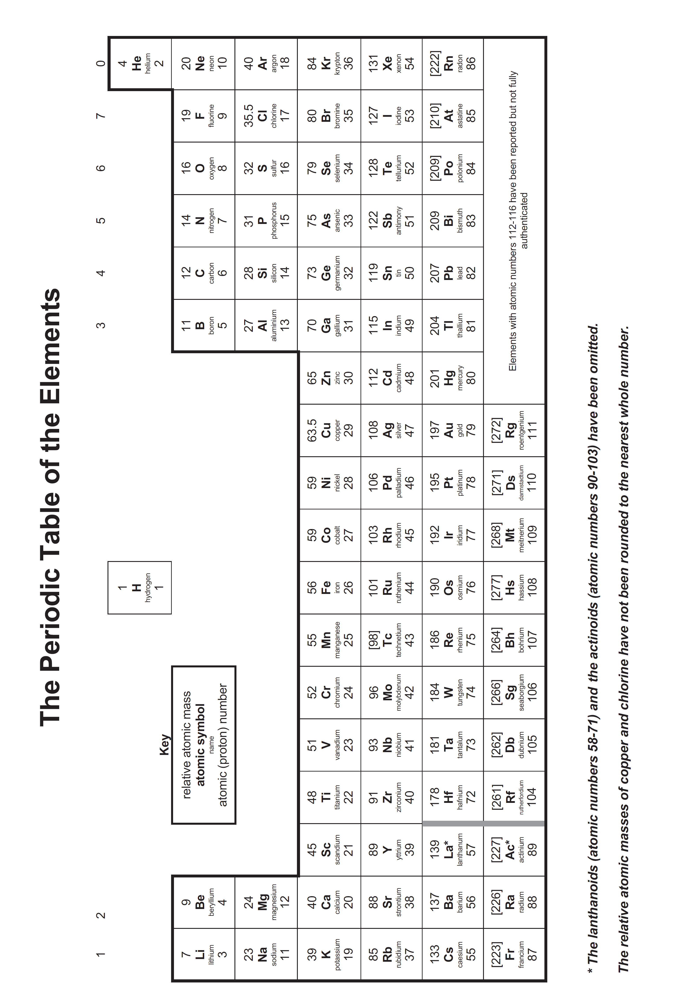 The Periodic Table of the Elements
1 2 3 4 5 6 7 0
1
H
hydrogen
1
4
He
helium
2
Key
relative atomic mass
atomic symbol
name
atomic (proton) number
7
Li
lithium
3
9
Be
beryllium
4
11
B
boron
5
12
C
carbon
6
14
N
nitrogen
7
16
O
oxygen
8
19
F
fluorine
9
20
Ne
neon
10
23
Na
sodium
11
24
Mg
magnesium
12
27
Al
aluminium
13
28
Si
silicon
14
31
P
phosphorus
15
32
S
sulfur
16
35.5
Cl
chlorine
17
40
Ar
argon
18
39
K
potassium
19
40
Ca
calcium
20
45
Sc
scandium
21
48
Ti
titanium
22
51
V
vanadium
23
52
Cr
chromium
24
55
Mn
manganese
25
56
Fe
iron
26
59
Co
cobalt
27
59
Ni
nickel
28
63.5
Cu
copper
29
65
Zn
zinc
30
70
Ga
gallium
31
73
Ge
germanium
32
75
As
arsenic
33
79
Se
selenium
34
80
Br
bromine
35
84
Kr
krypton
36
85
Rb
rubidium
37
88
Sr
strontium
38
89
Y
yttrium
39
91
Zr
zirconium
40
93
Nb
niobium
41
96
Mo
molybdenum
42
[98]
Tc
technetium
43
101
Ru
ruthenium
44
103
Rh
rhodium
45
106
Pd
palladium
46
108
Ag
silver
47
112
Cd
cadmium
48
115
In
indium
49
119
Sn
tin
50
122
Sb
antimony
51
128
Te
tellurium
52
127
I
iodine
53
131
Xe
xenon
54
133
Cs
caesium
55
137
Ba
barium
56
139
La*
lanthanum
57
178
Hf
hafnium
72
181
Ta
tantalum
73
184
W
tungsten
74
186
Re
rhenium
75
190
Os
osmium
76
192
Ir
iridium
77
195
Pt
platinum
78
197
Au
gold
79
201
Hg
mercury
80
204
Tl
thallium
81
207
Pb
lead
82
209
Bi
bismuth
83
[209]
Po
polonium
84
[210]
At
astatine
85
[222]
Rn
radon
86
[223]
Fr
francium
87
[226]
Ra
radium
88
[227]
Ac*
actinium
89
[261]
Rf
rutherfordium
104
[262]
Db
dubnium
105
[266]
Sg
seaborgium
106
[264]
Bh
bohrium
107
[277]
Hs
hassium
108
[268]
Mt
meitnerium
109
[271]
Ds
darmstadtium
110
[272]
Rg
roentgenium
111
Elements with atomic numbers 112-116 have been reported but not fully
authenticated
* The lanthanoids (atomic numbers 58-71) and the actinoids (atomic numbers 90-103) have been omitted.
The relative atomic masses of copper and chlorine have not been rounded to the nearest whole number.